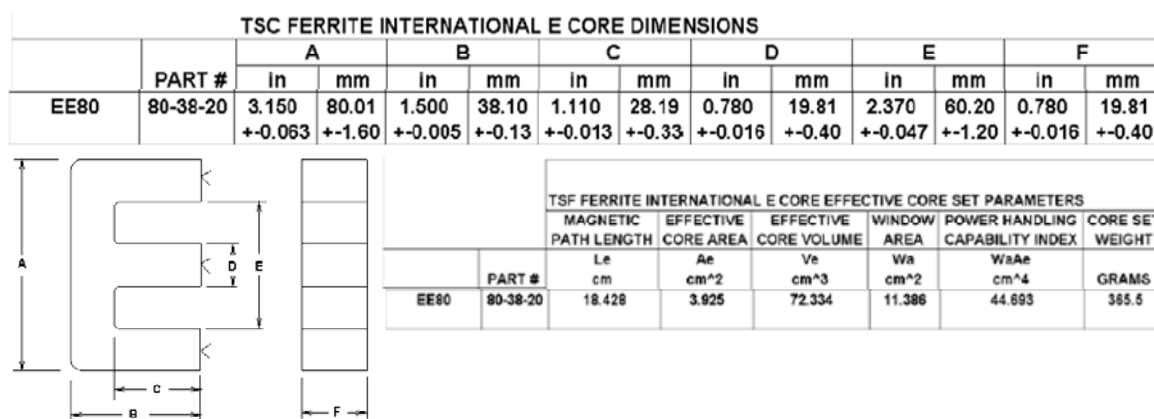 TSC FERRITE INTERNATIONAL E CORE DIMENSIONS
A B C D E F
PART # in mm in mm in mm in mm in mm in mm
EE80 80-38-20 3.150 80.01 1.500 38.10 1.110 28.19 0.780 19.81 2.370 60.20 0.780 19.81
+-0.063 +-1.60 +-0.005 +-0.13 +-0.013 +-0.33 +-0.016 +-0.40 +-0.047 +-1.20 +-0.016 +-0.40
A
D
E
C
B
F
TSF FERRITE INTERNATIONAL E CORE EFFECTIVE CORE SET PARAMETERS
MAGNETIC EFFECTIVE EFFECTIVE WINDOW POWER HANDLING CORE SET
PATH LENGTH CORE AREA CORE VOLUME AREA CAPABILITY INDEX WEIGHT
Le Ae Ve Wa WaAe
PART # cm cm^2 cm^3 cm^2 cm^4 GRAMS
EE80 80-38-20 18.428 3.925 72.334 11.386 44.693 365.5